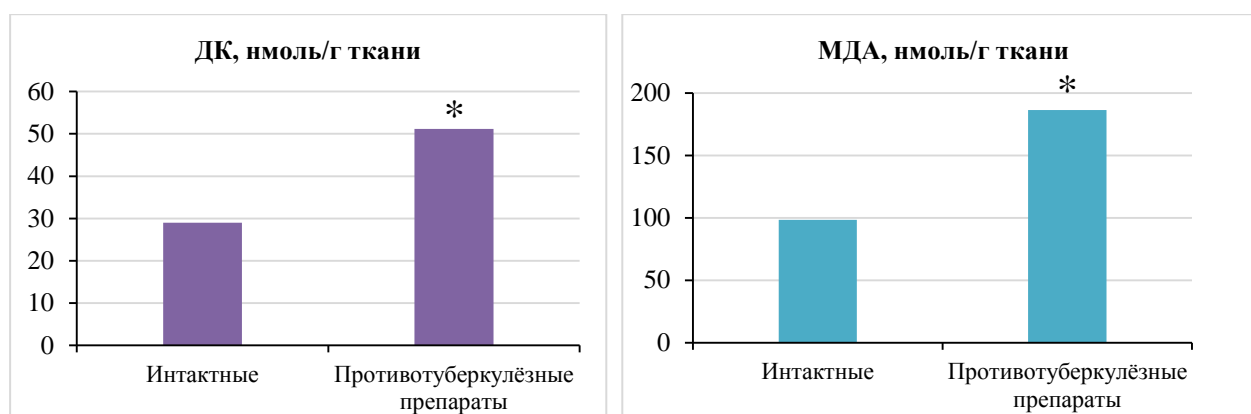 ДК, нмоль/г ткани
60
50
40
30
20
10
0
*
Интактные
Противотуберкулёзные
препараты
МДА, нмоль/г ткани
200
150
100
50
0
*
Интактные
Противотуберкулёзные
препараты